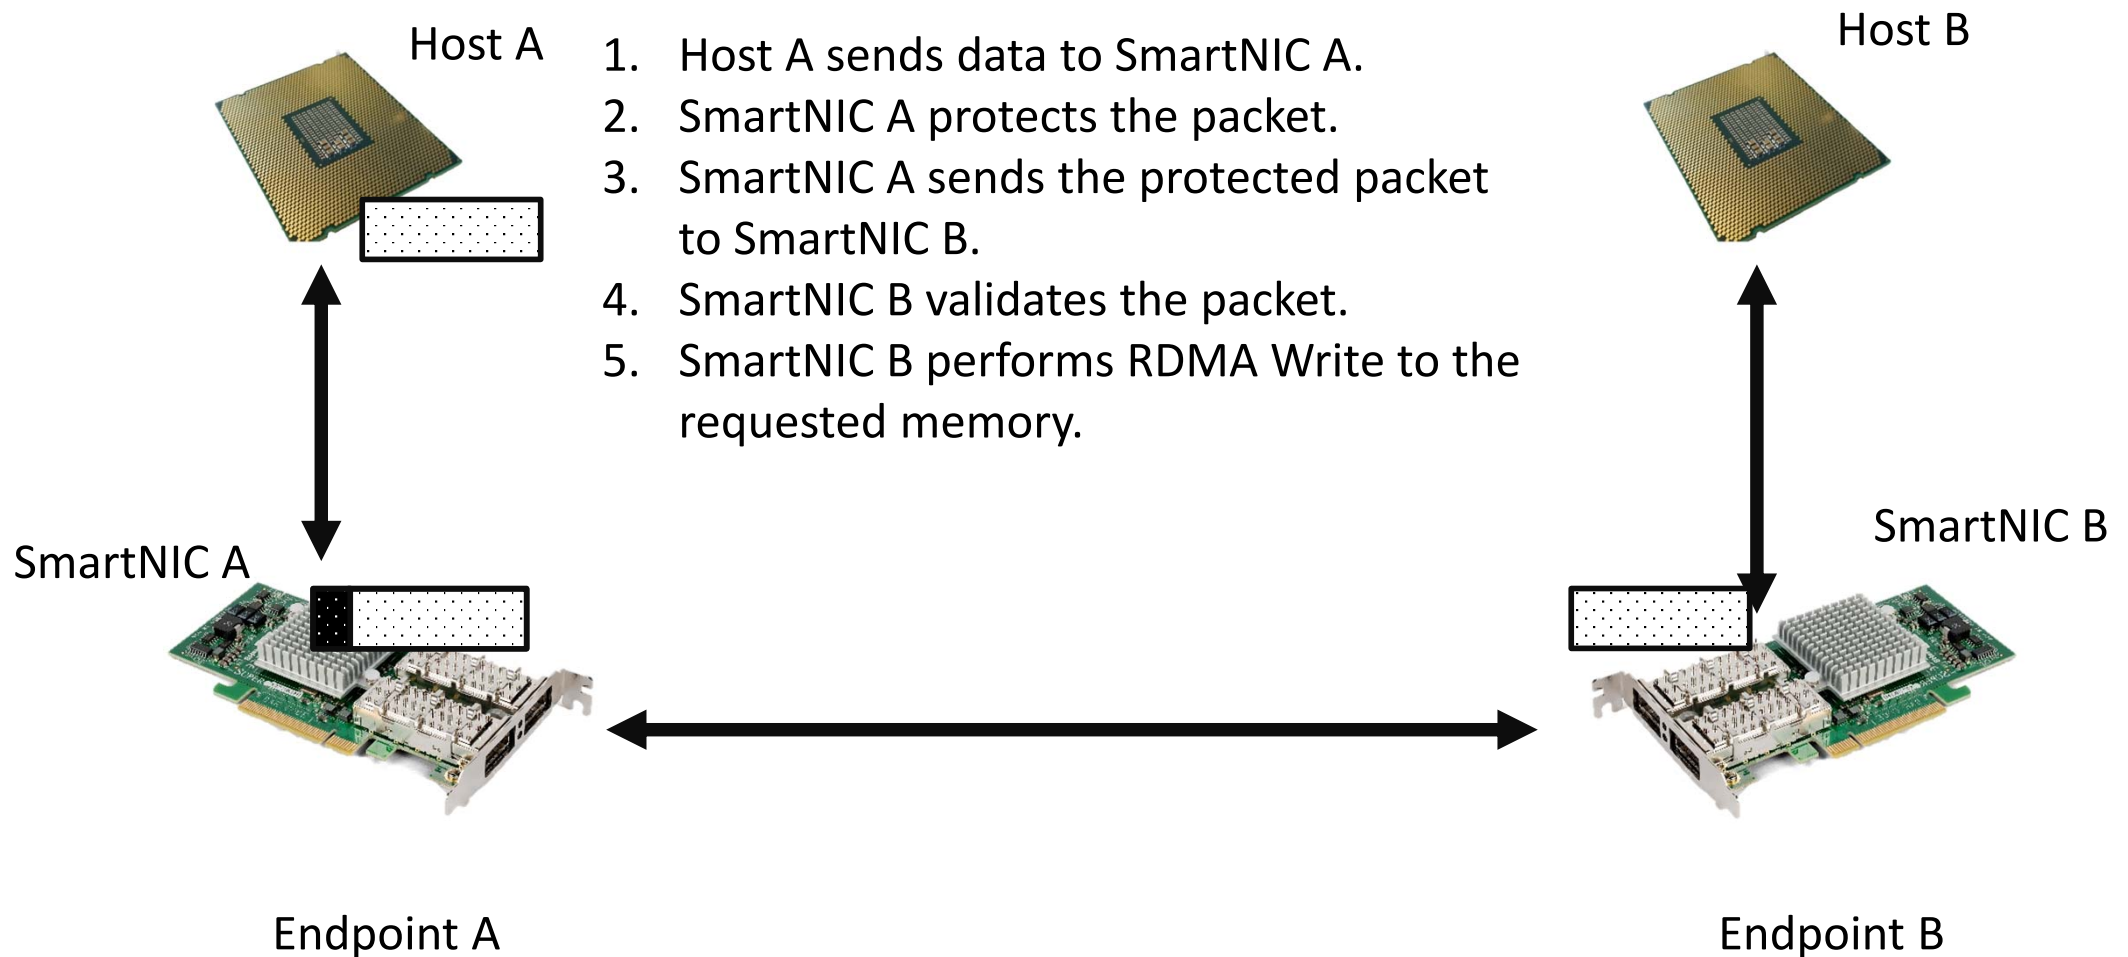 Host A
1. Host A sends data to SmartNIC A.
2. SmartNIC A protects the packet.
3. SmartNIC A sends the protected packet
to SmartNIC B.
4. SmartNIC B validates the packet.
5. SmartNIC B performs RDMA Write to the
requested memory.
Host B
SmartNIC A
SmartNIC B
Endpoint A
Endpoint B